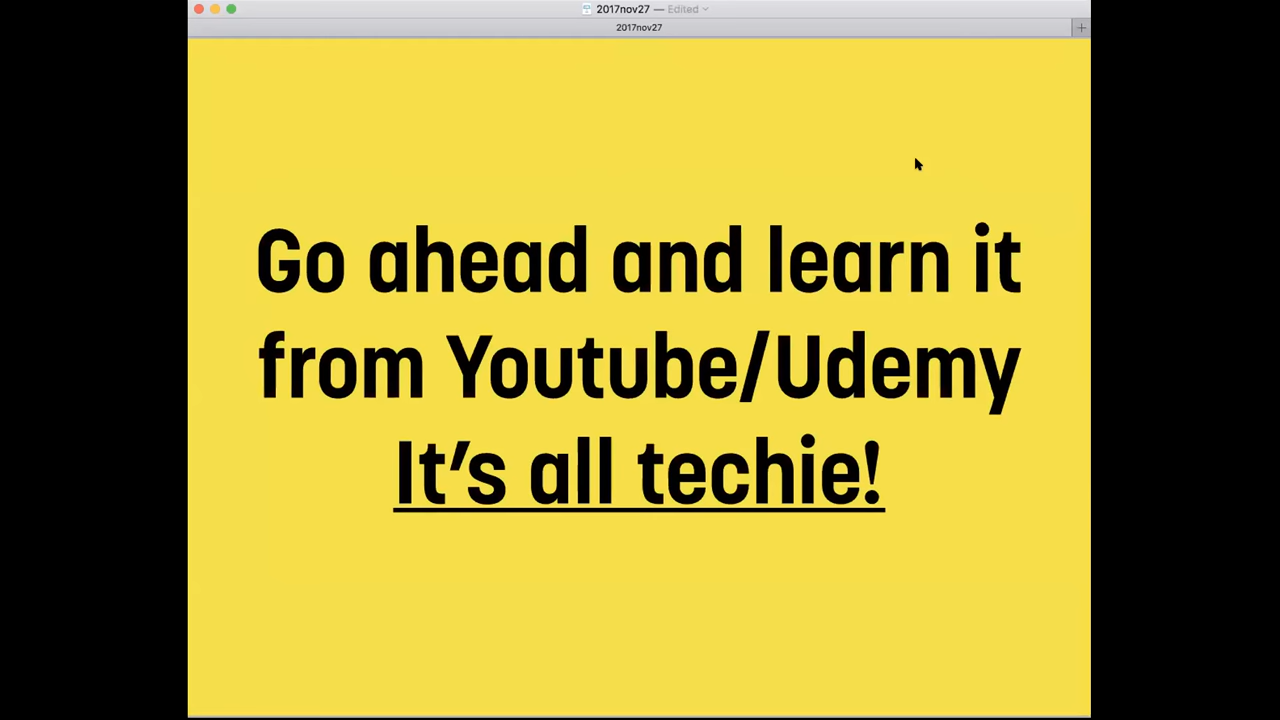 2017nov27 — Edited
2017nov27
Go ahead and learn it
from Youtube/Udemy
It’s all techie!